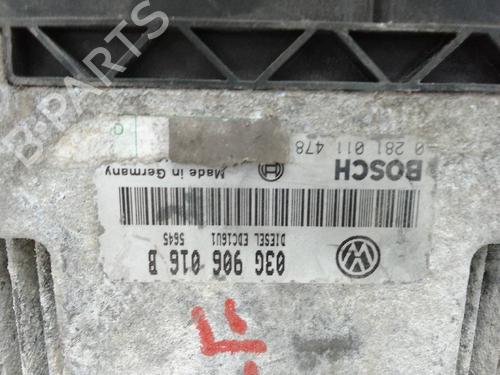 03G 906 016 B
DIESEL EDC16U1 5645
BOSCH
Made in Germany
0 281 011 478
B-PARTS